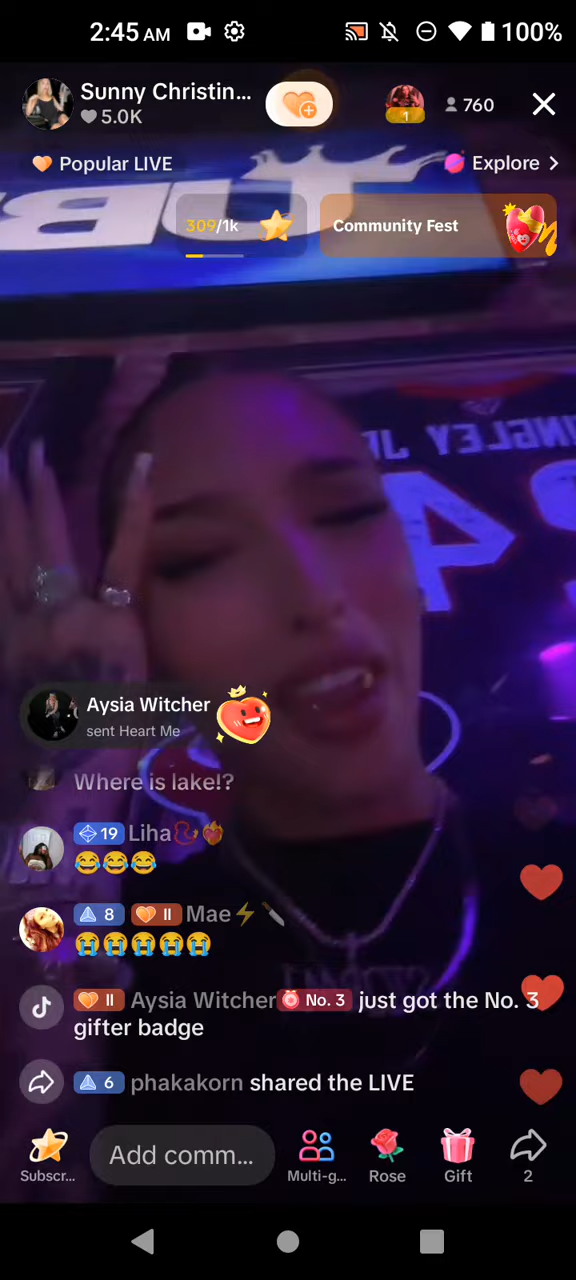 2:45 AM
100%
Sunny Christin...
5.0K
1
760
Popular LIVE
Explore
309/1k
Community Fest
Aysia Witcher
sent Heart Me
Where is lake!?
19 Liha
😂😂😂
8 II Mae⚡🔪
😭😭😭😭😭
II Aysia Witcher No. 3 just got the No. 3
gifter badge
6 phakakorn shared the LIVE
Subscr...
Add comm...
Multi-g...
Rose
Gift
2